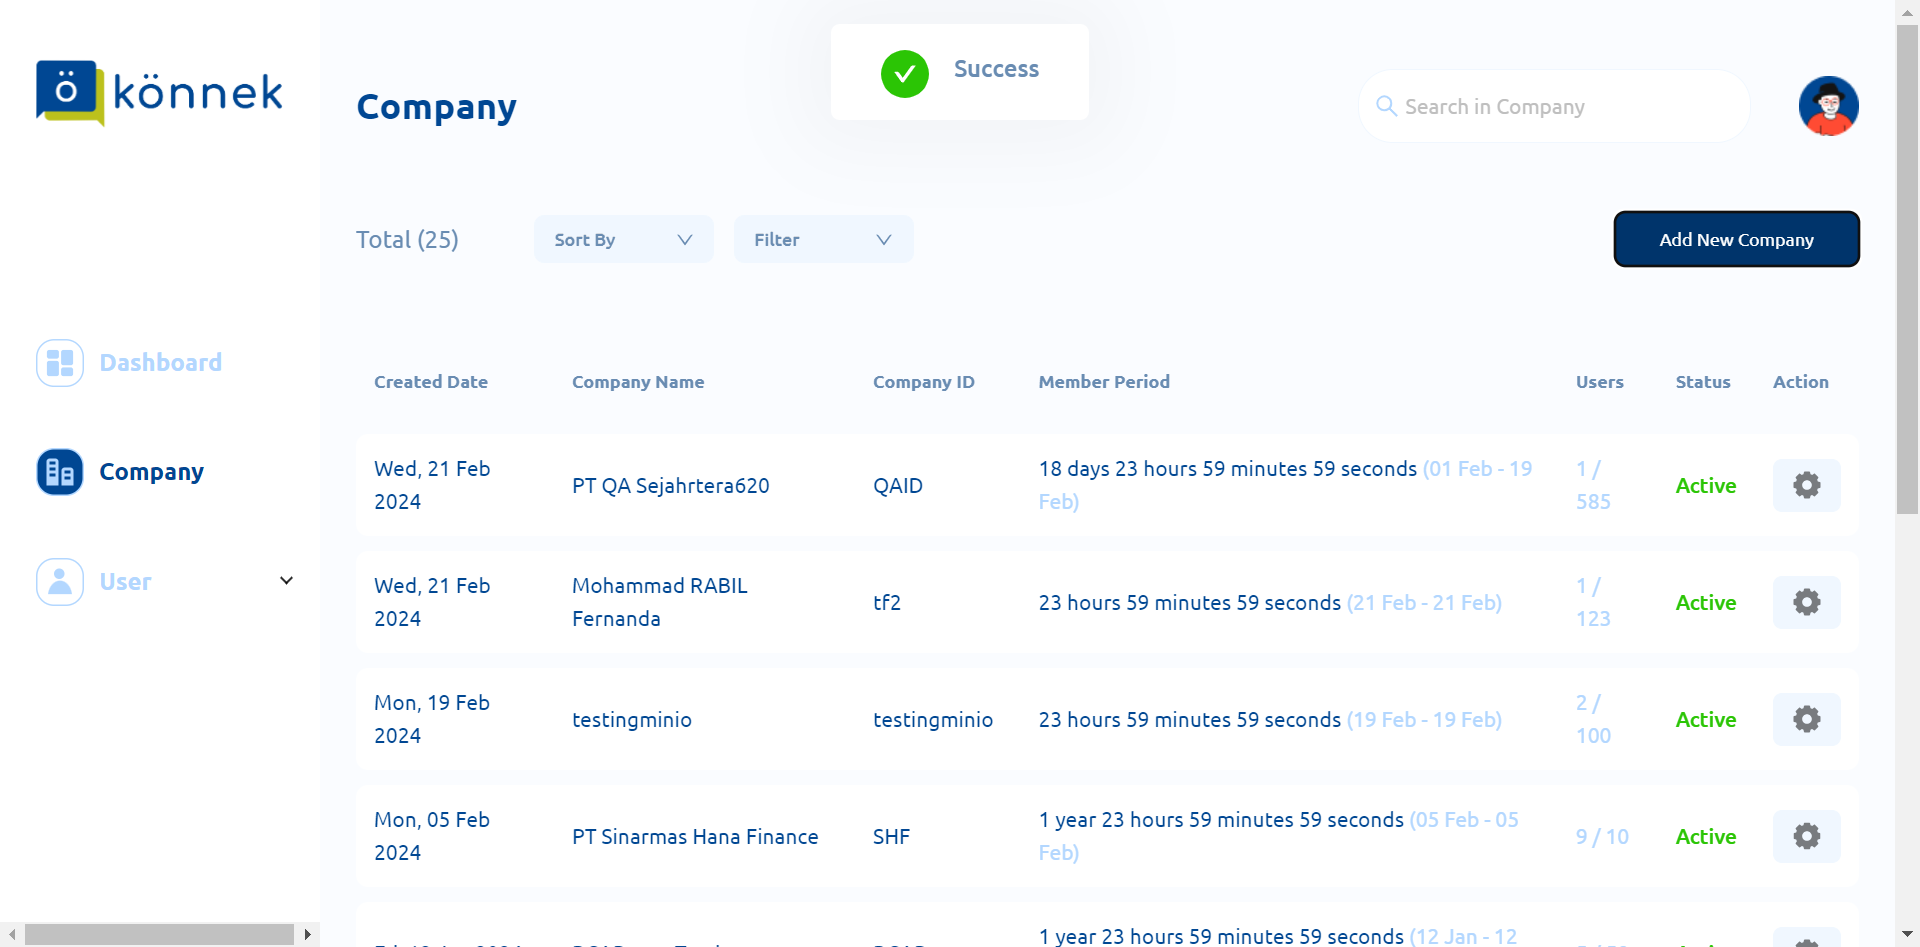 ö könnek
Success
Company
Search in Company
Total (25)
Sort By
Filter
Add New Company
Dashboard
Company
User
Created Date
Company Name
Company ID
Member Period
Users
Status
Action
Wed, 21 Feb
2024
PT QA Sejahrtera620
QAID
18 days 23 hours 59 minutes 59 seconds (01 Feb - 19
Feb)
1 /
585
Active
Wed, 21 Feb
2024
Mohammad RABIL
Fernanda
tf2
23 hours 59 minutes 59 seconds (21 Feb - 21 Feb)
1 /
123
Active
Mon, 19 Feb
2024
testingminio
testingminio
23 hours 59 minutes 59 seconds (19 Feb - 19 Feb)
2 /
100
Active
Mon, 05 Feb
2024
PT Sinarmas Hana Finance
SHF
1 year 23 hours 59 minutes 59 seconds (05 Feb - 05
Feb)
9 / 10
Active
1 year 23 hours 59 minutes 59 seconds (12 Jan - 12